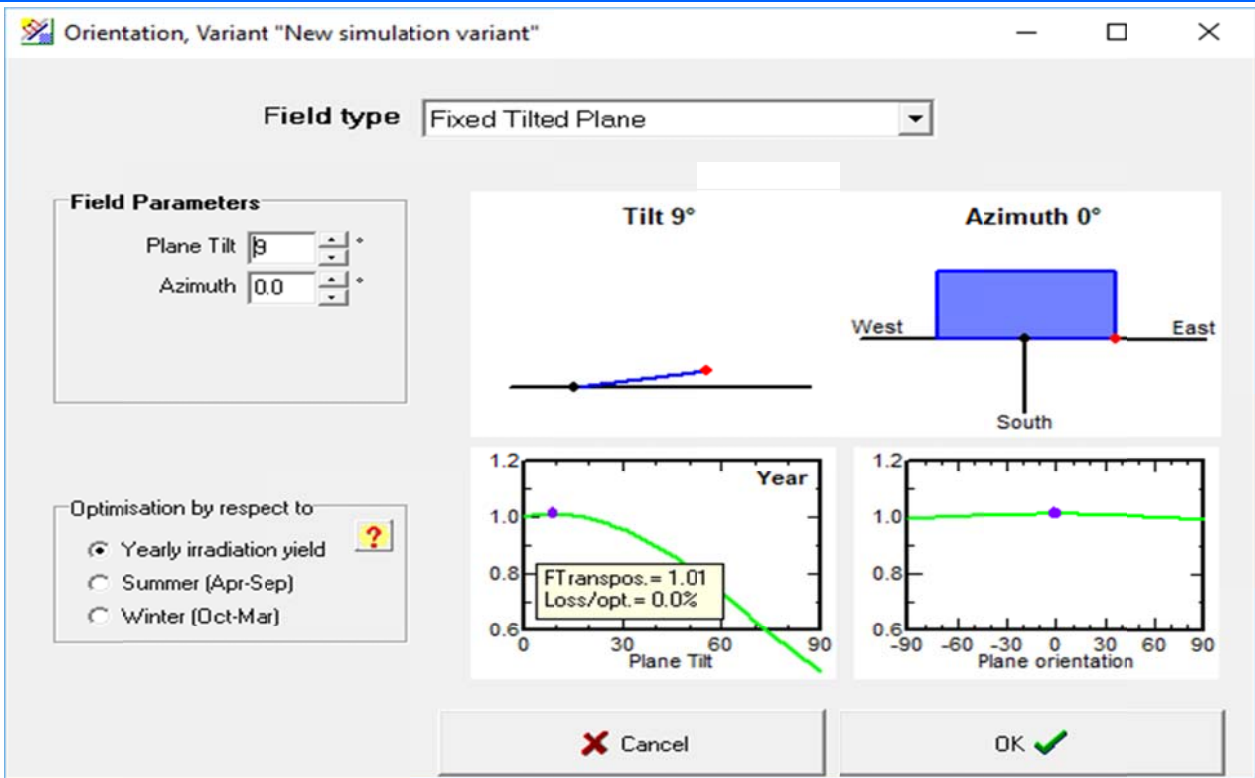 Orientation, Variant "New simulation variant"
Field type
Fixed Tilted Plane
Field Parameters
Plane Tilt 9 °
Azimuth 0.0 °
Tilt 9°
Azimuth 0°
West
East
South
Optimisation by respect to
Yearly irradiation yield
?
Summer (Apr-Sep)
Winter (Oct-Mar)
1.2
Year
1.0
0.8
FTranspos.= 1.01
Loss/opt.= 0.0%
0.6
0 30 60 90
Plane Tilt
1.2
1.0
0.8
0.6
-90 -60 -30 0 30 60 90
Plane orientation
Cancel
OK